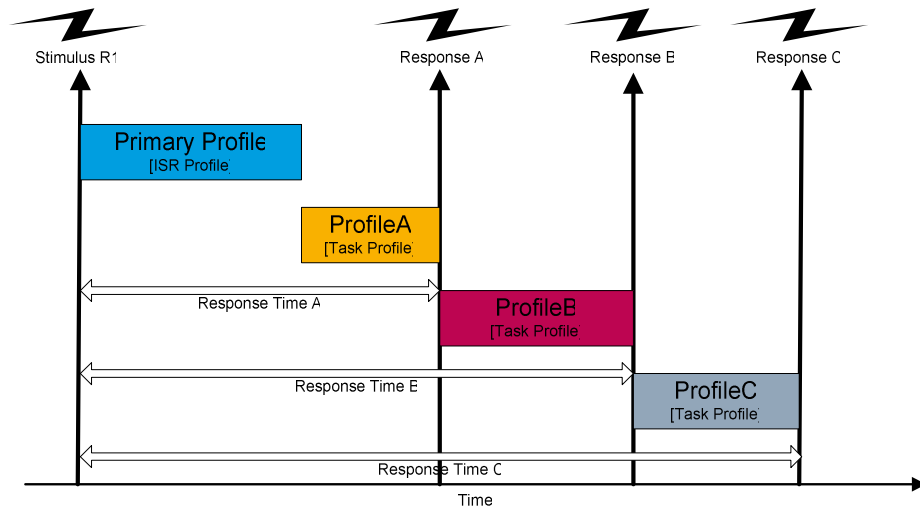 Stimulus R1
Response A
Response B
Response C
Primary Profile
[ISR Profile]
ProfileA
[Task Profile]
Response Time A
ProfileB
[Task Profile]
Response Time B
ProfileC
[Task Profile]
Response Time C
Time